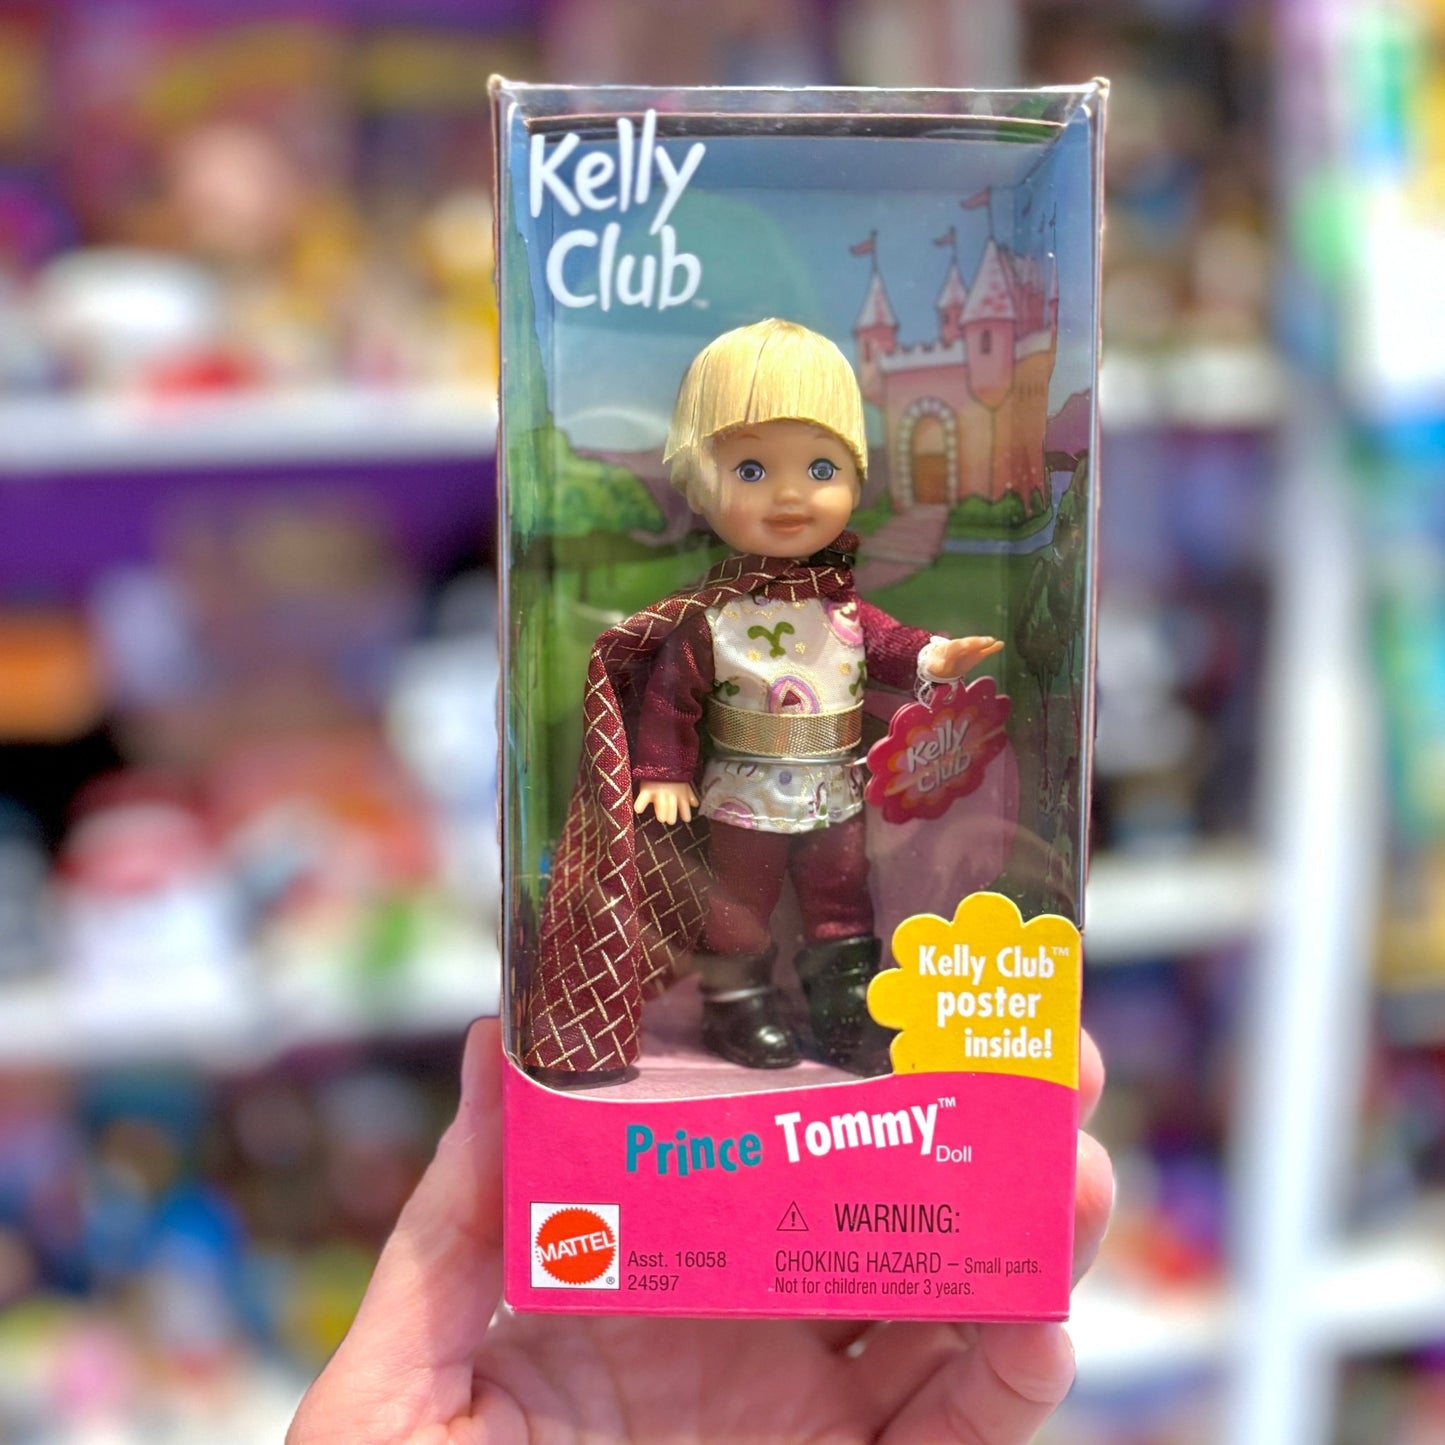 Kelly
Club™
Kelly
Club
Kelly Club™
poster
inside!
Prince Tommy™
Doll
MATTEL
®
Asst. 16058
24597
⚠ WARNING:
CHOKING HAZARD – Small parts.
Not for children under 3 years.